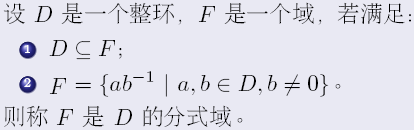 设 D 是一个整环，F 是一个域，若满足:
1 D ⊆ F;
2 F = {ab⁻¹ | a, b ∈ D, b ≠ 0}。
则称 F 是 D 的分式域。